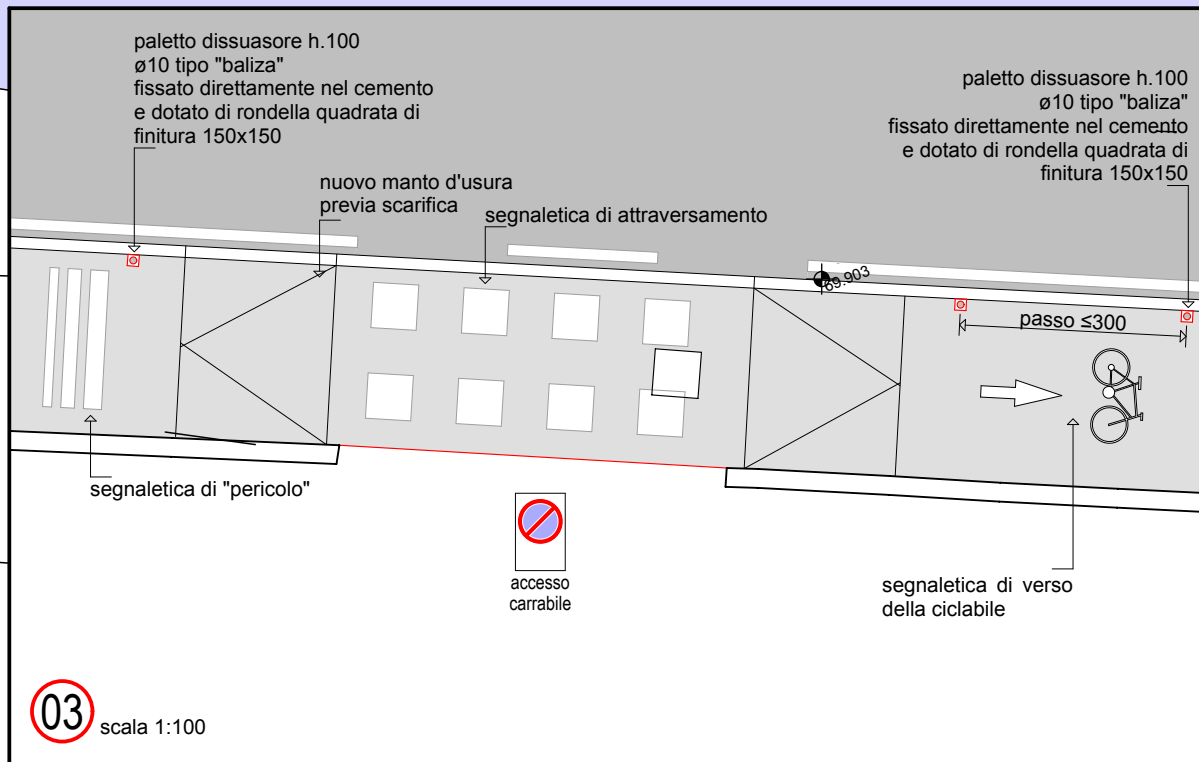 paletto dissuasore h.100
ø10 tipo "baliza"
fissato direttamente nel cemento
e dotato di rondella quadrata di
finitura 150x150
paletto dissuasore h.100
ø10 tipo "baliza"
fissato direttamente nel cemento
e dotato di rondella quadrata di
finitura 150x150
nuovo manto d'usura
previa scarifica
segnaletica di attraversamento
69.903
passo ≤300
segnaletica di "pericolo"
accesso
carrabile
segnaletica di verso
della ciclabile
03 scala 1:100